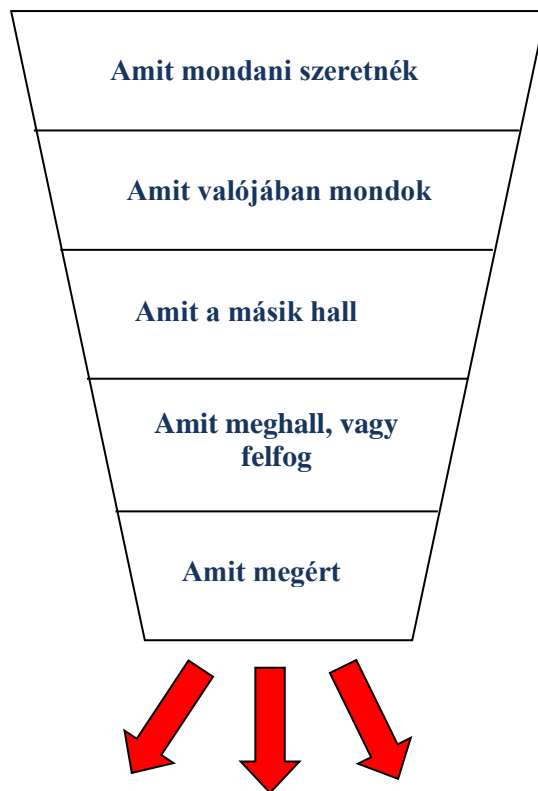 Amit mondani szeretnék
Amit valójában mondok
Amit a másik hall
Amit meghall, vagy
felfog
Amit megért